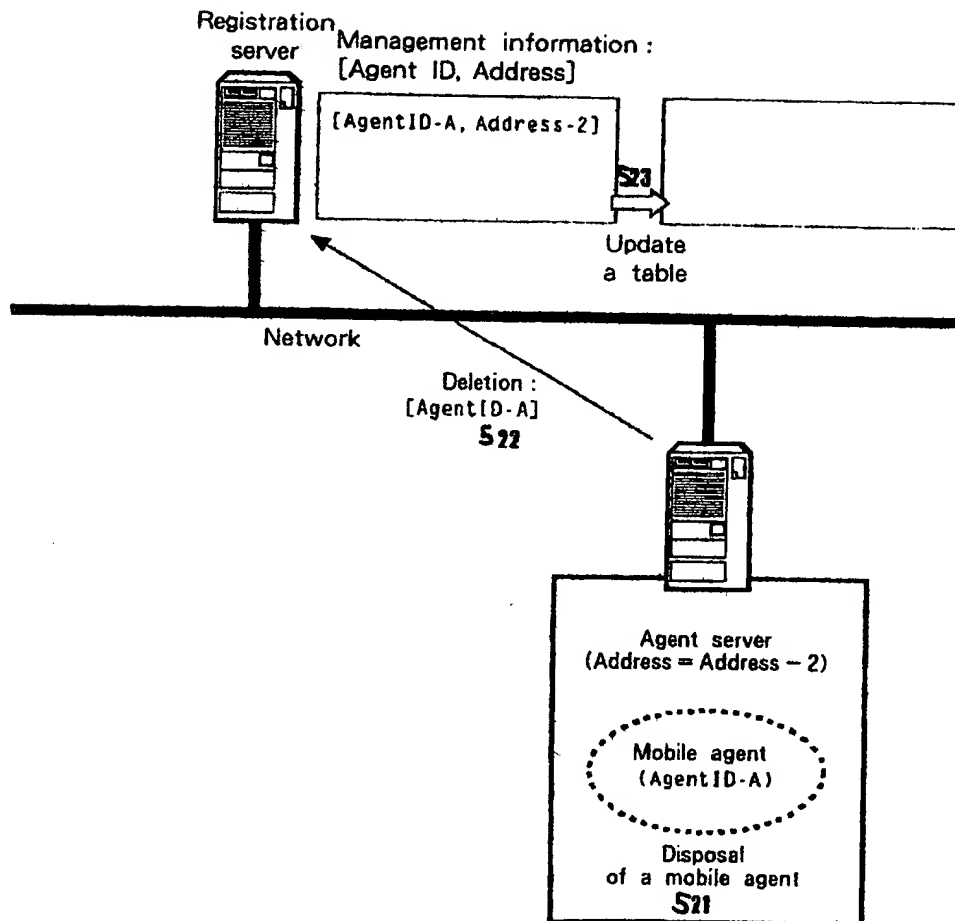 Registration
server
Management information :
[Agent ID, Address]
[AgentID-A, Address-2]
S23
Update
a table
Network
Deletion :
[AgentID-A]
S22
Agent server
(Address = Address - 2)
Mobile agent
(AgentID-A)
Disposal
of a mobile agent
S21